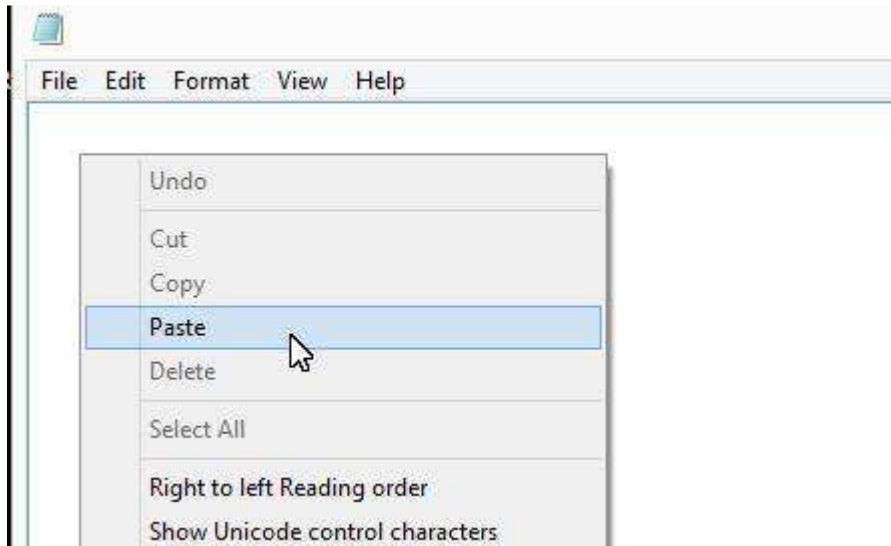 File Edit Format View Help
Undo
Cut
Copy
Paste
Delete
Select All
Right to left Reading order
Show Unicode control characters